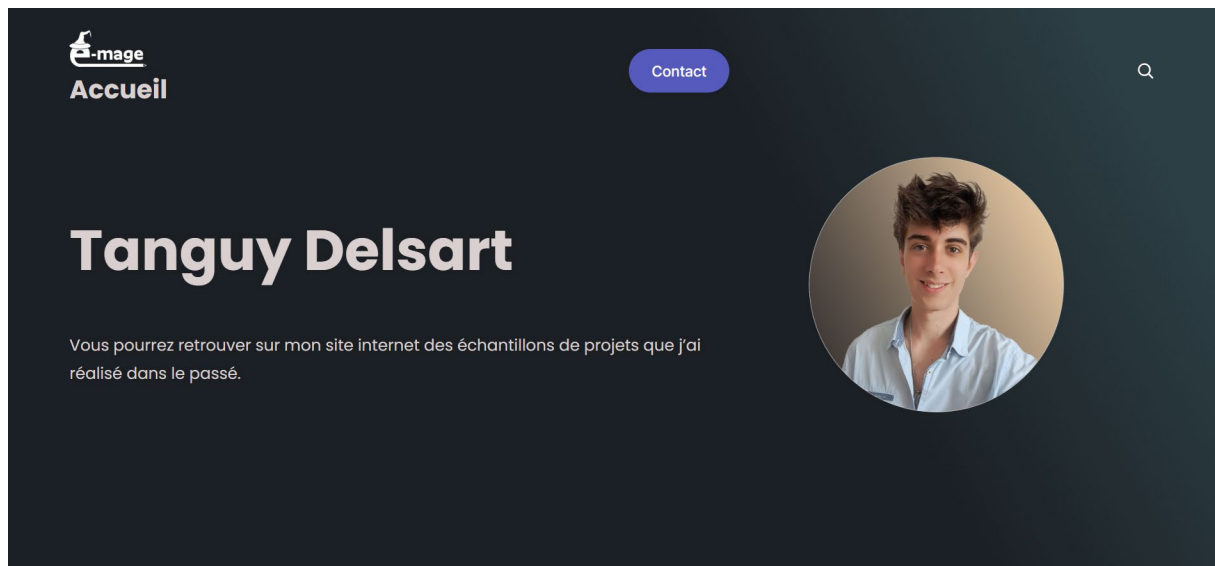 é-mage
Accueil
Contact
Tanguy Delsart
Vous pourrez retrouver sur mon site internet des échantillons de projets que j’ai
réalisé dans le passé.